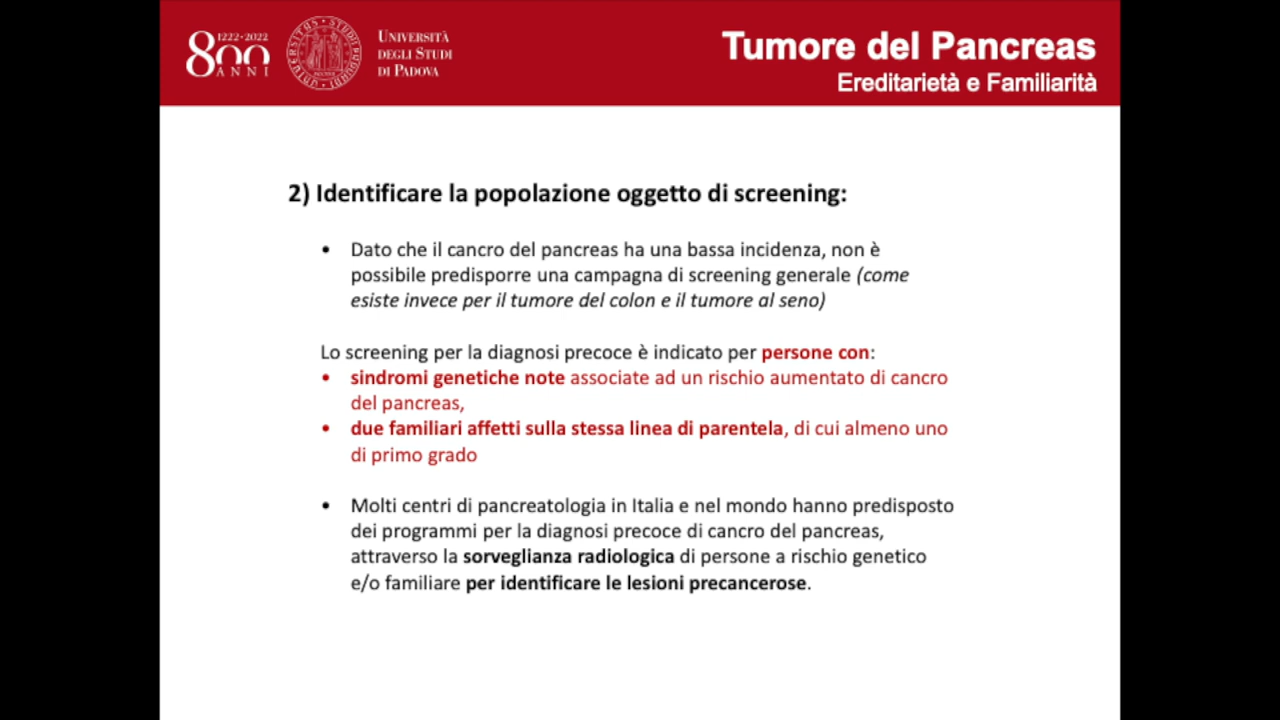 1222-2022
800
ANNI
UNIVERSITÀ
DEGLI STUDI
DI PADOVA
Tumore del Pancreas
Ereditarietà e Familiarità
2) Identificare la popolazione oggetto di screening:
• Dato che il cancro del pancreas ha una bassa incidenza, non è
possibile predisporre una campagna di screening generale (come
esiste invece per il tumore del colon e il tumore al seno)
Lo screening per la diagnosi precoce è indicato per persone con:
• sindromi genetiche note associate ad un rischio aumentato di cancro
del pancreas,
• due familiari affetti sulla stessa linea di parentela, di cui almeno uno
di primo grado
• Molti centri di pancreatologia in Italia e nel mondo hanno predisposto
dei programmi per la diagnosi precoce di cancro del pancreas,
attraverso la sorveglianza radiologica di persone a rischio genetico
e/o familiare per identificare le lesioni precancerose.